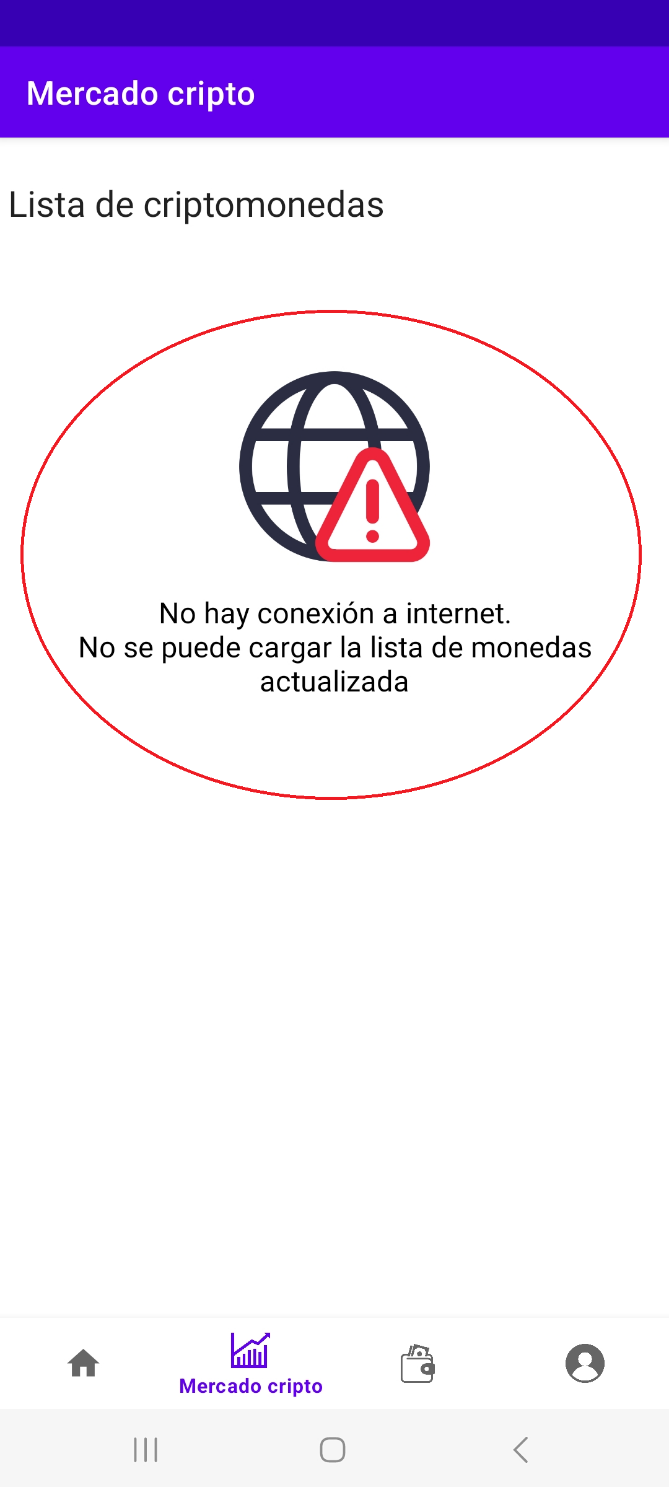 Mercado cripto
Lista de criptomonedas
No hay conexión a internet.
No se puede cargar la lista de monedas
actualizada
Mercado cripto